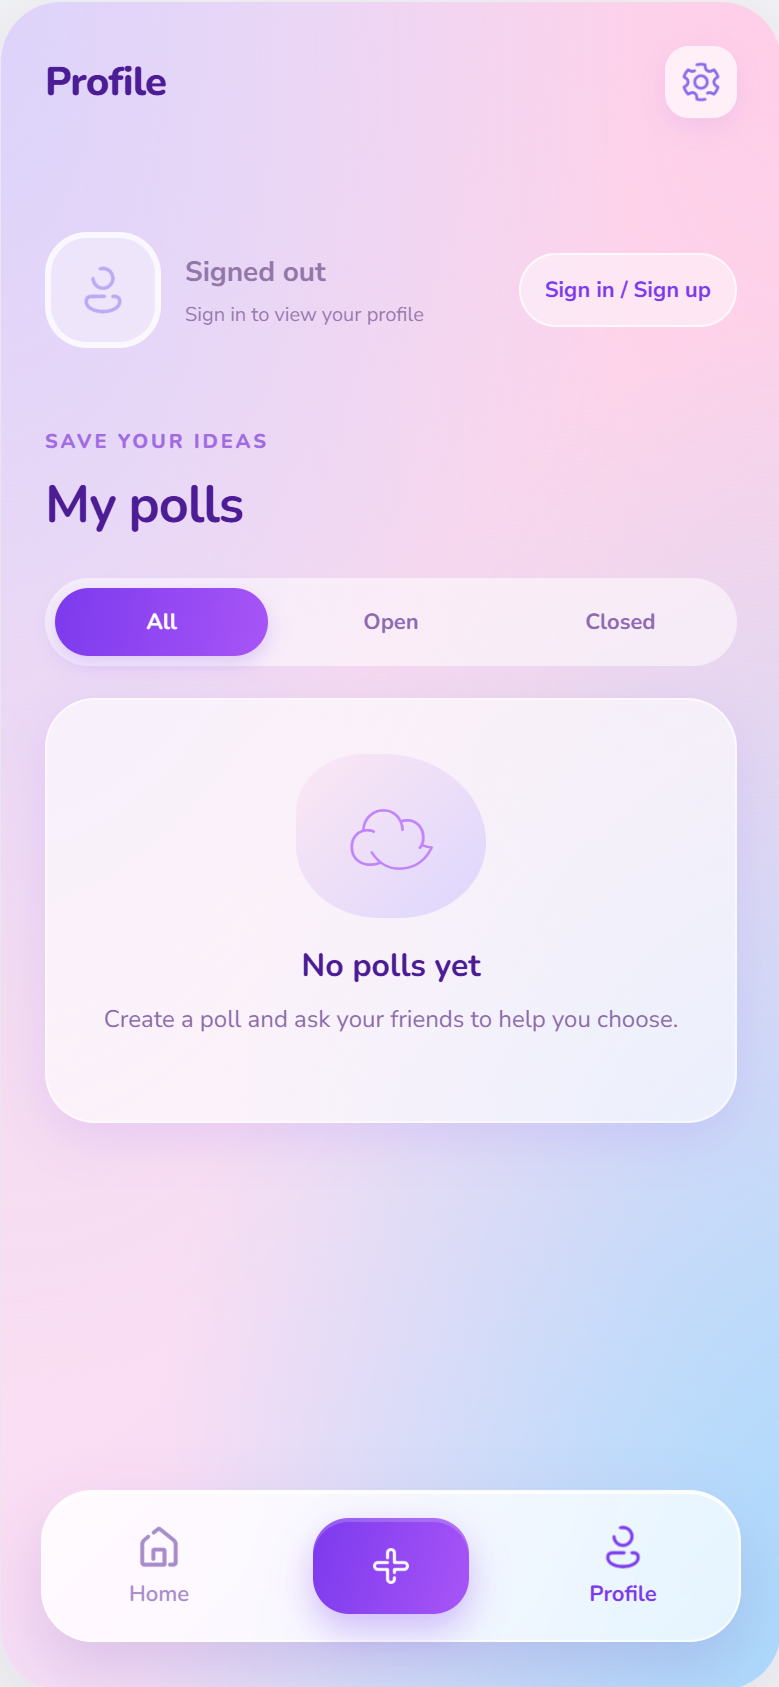 Profile
Signed out
Sign in to view your profile
Sign in / Sign up
SAVE YOUR IDEAS
My polls
All
Open
Closed
No polls yet
Create a poll and ask your friends to help you choose.
Home
Profile